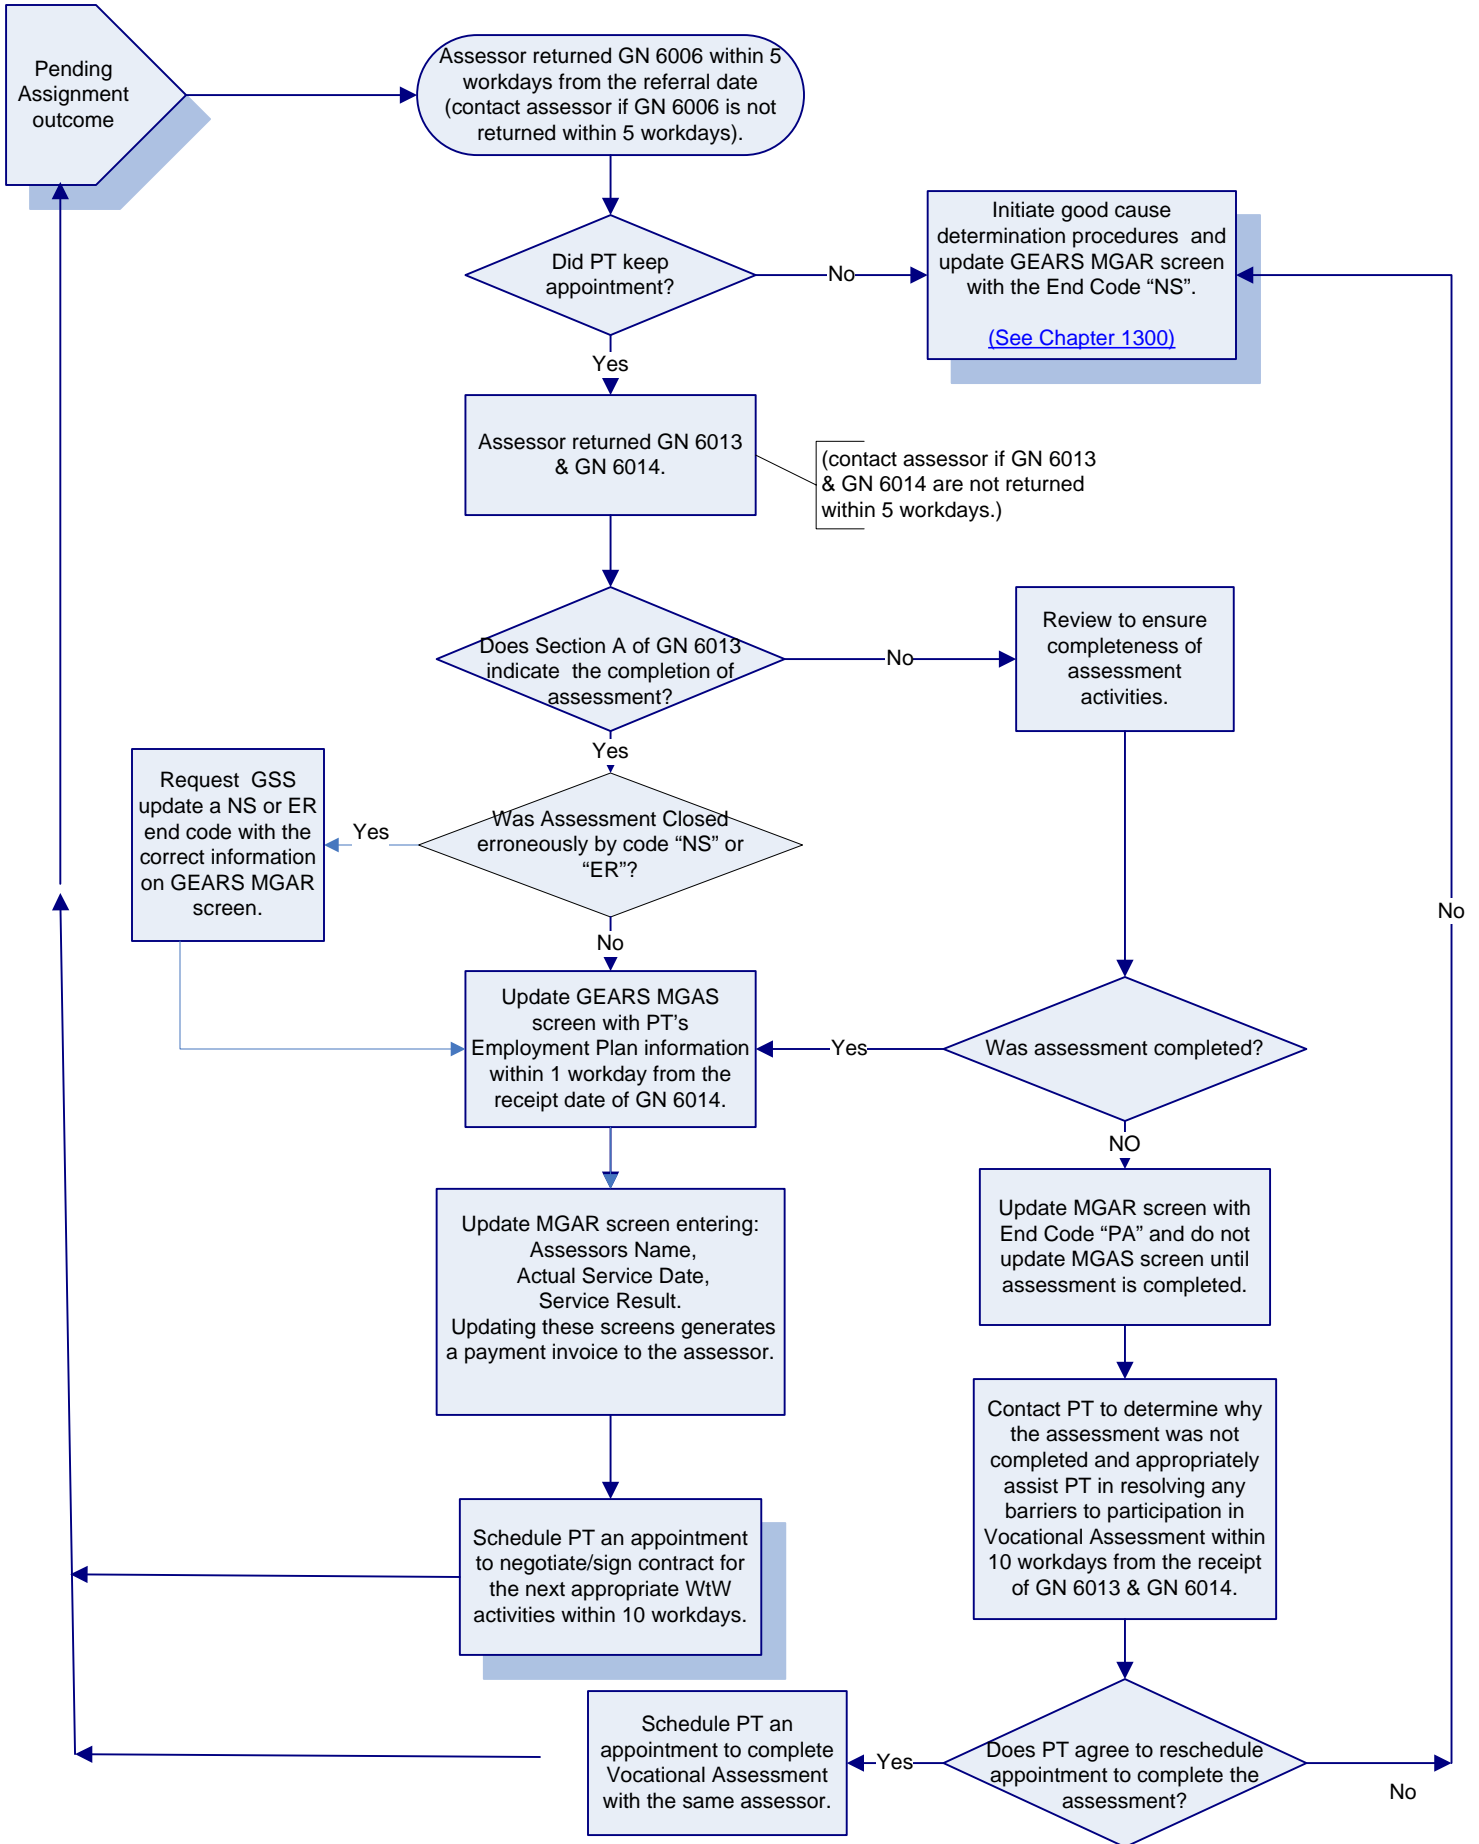 Pending
Assignment
outcome
Assessor returned GN 6006 within 5
workdays from the referral date
(contact assessor if GN 6006 is not
returned within 5 workdays).
Did PT keep
appointment?
No
Initiate good cause
determination procedures and
update GEARS MGAR screen
with the End Code “NS”.
(See Chapter 1300)
Yes
Assessor returned GN 6013
& GN 6014.
(contact assessor if GN 6013
& GN 6014 are not returned
within 5 workdays.)
Does Section A of GN 6013
indicate the completion of
assessment?
No
Review to ensure
completeness of
assessment
activities.
Yes
Was Assessment Closed
erroneously by code “NS” or
“ER”?
Yes
Request GSS
update a NS or ER
end code with the
correct information
on GEARS MGAR
screen.
No
No
Update GEARS MGAS
screen with PT’s
Employment Plan information
within 1 workday from the
receipt date of GN 6014.
Yes
Was assessment completed?
NO
Update MGAR screen entering:
Assessors Name,
Actual Service Date,
Service Result.
Updating these screens generates
a payment invoice to the assessor.
Update MGAR screen with
End Code “PA” and do not
update MGAS screen until
assessment is completed.
Contact PT to determine why
the assessment was not
completed and appropriately
assist PT in resolving any
barriers to participation in
Vocational Assessment within
10 workdays from the receipt
of GN 6013 & GN 6014.
Schedule PT an appointment
to negotiate/sign contract for
the next appropriate WtW
activities within 10 workdays.
Schedule PT an
appointment to complete
Vocational Assessment
with the same assessor.
Yes
Does PT agree to reschedule
appointment to complete the
assessment?
No